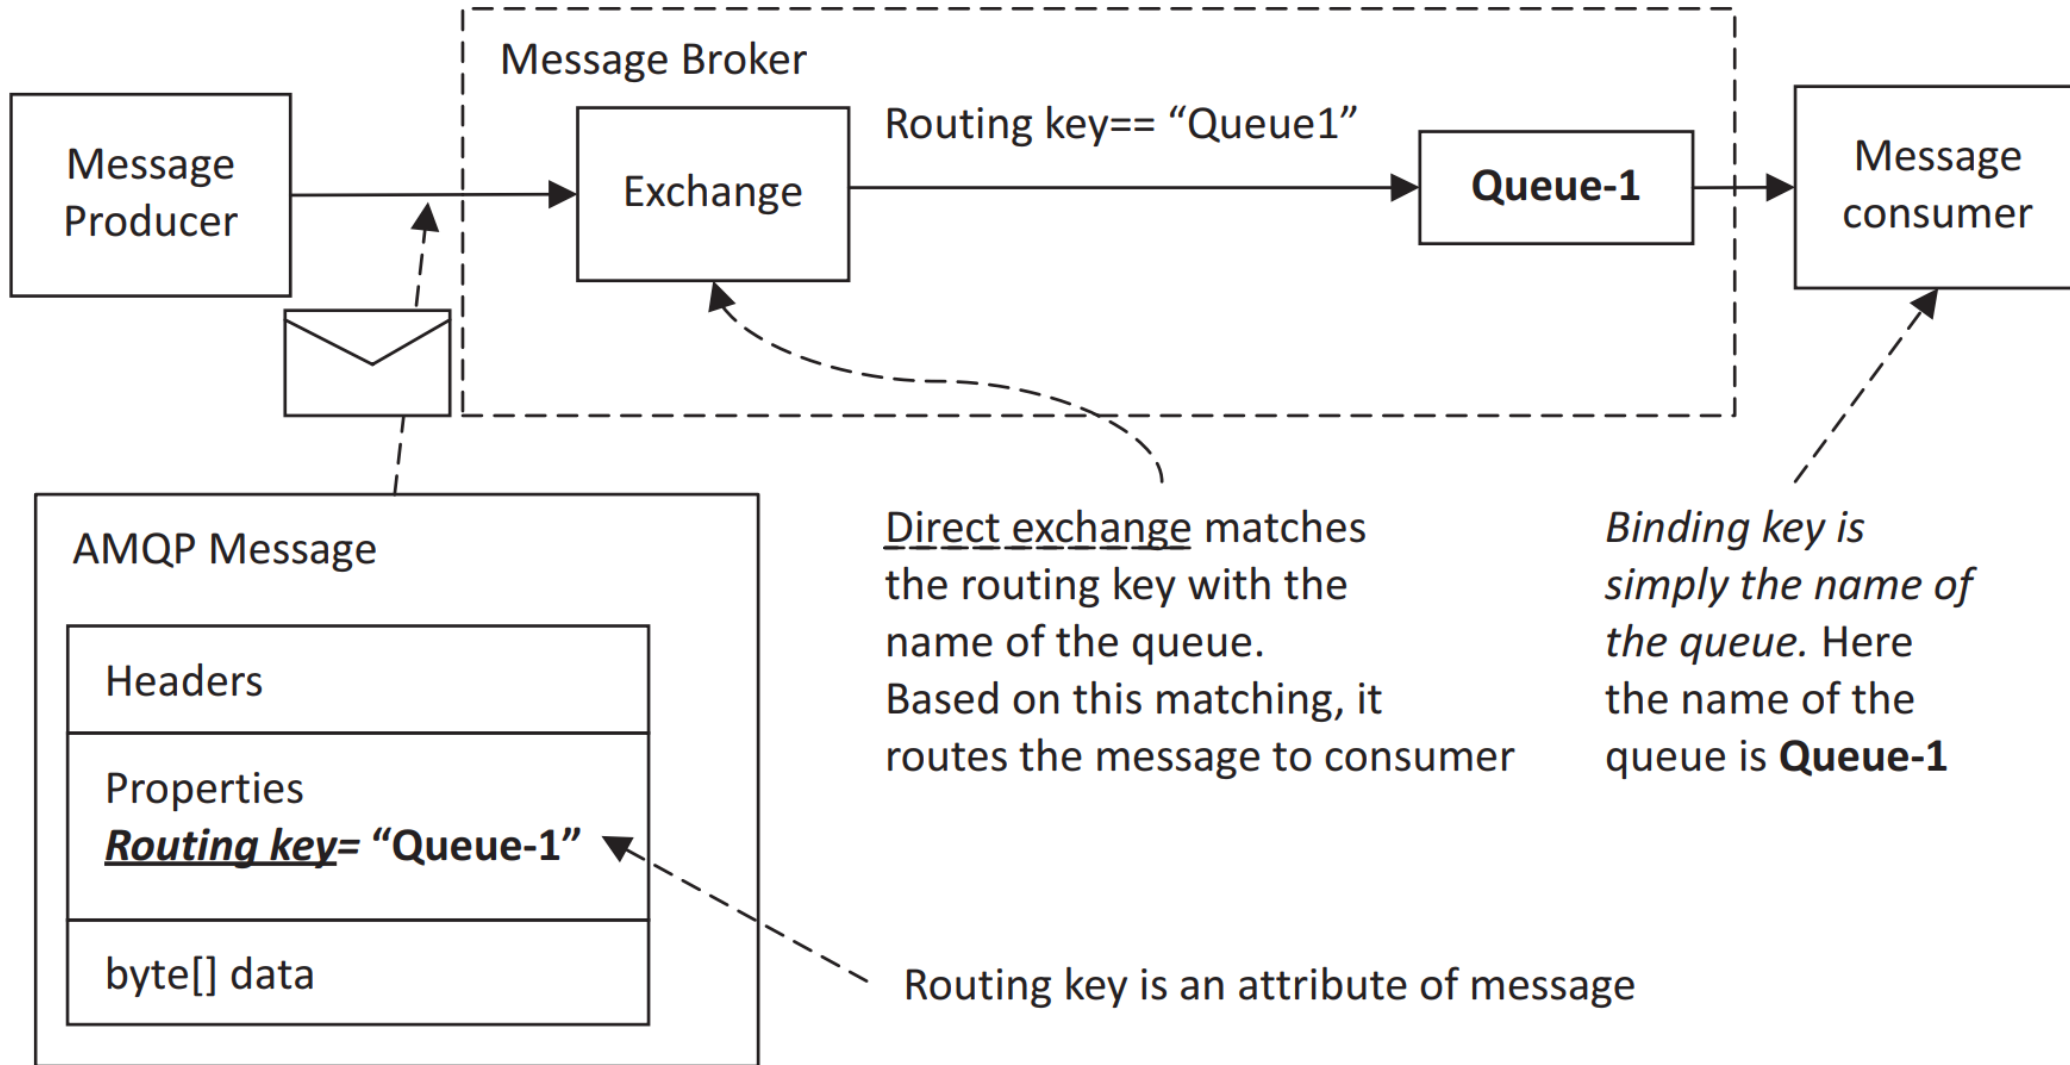 Message Broker
Message
Producer
Exchange
Routing key== “Queue1”
Queue-1
Message
consumer
AMQP Message
Headers
Properties
Routing key= “Queue-1”
byte[] data
Direct exchange matches
the routing key with the
name of the queue.
Based on this matching, it
routes the message to consumer
Binding key is
simply the name of
the queue. Here
the name of the
queue is Queue-1
Routing key is an attribute of message